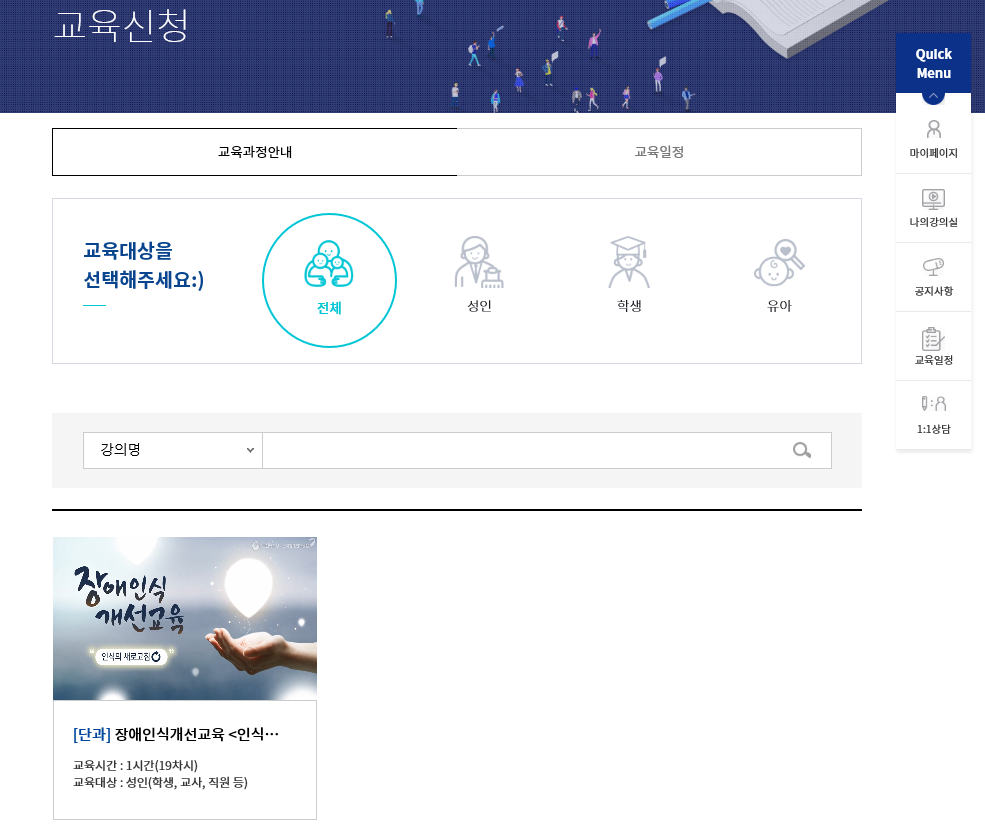 교육신청
Quick
Menu
마이페이지
나의강의실
공지사항
교육일정
1:1상담
교육과정안내
교육일정
교육대상을
선택해주세요:)
전체
성인
학생
유아
강의명
장애인식
개선교육
"인식의 새로고침"
[단과] 장애인식개선교육 <인식…
교육시간 : 1시간(19차시)
교육대상 : 성인(학생, 교사, 직원 등)